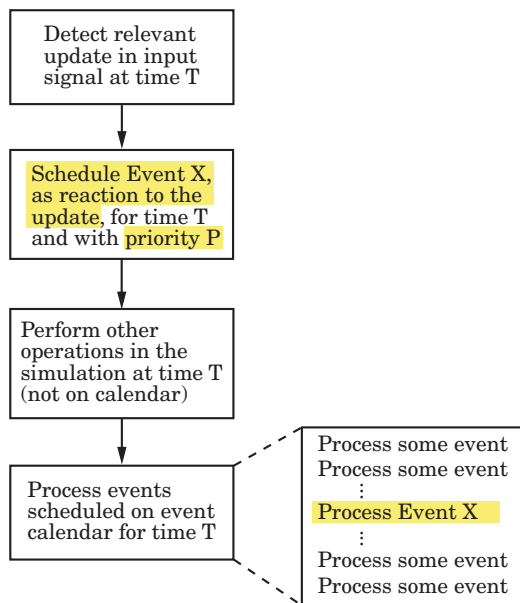 Detect relevant
update in input
signal at time T
Schedule Event X,
as reaction to the
update, for time T
and with priority P
Perform other
operations in the
simulation at time T
(not on calendar)
Process events
scheduled on event
calendar for time T
Process some event
Process some event
⋮
Process Event X
⋮
Process some event
Process some event